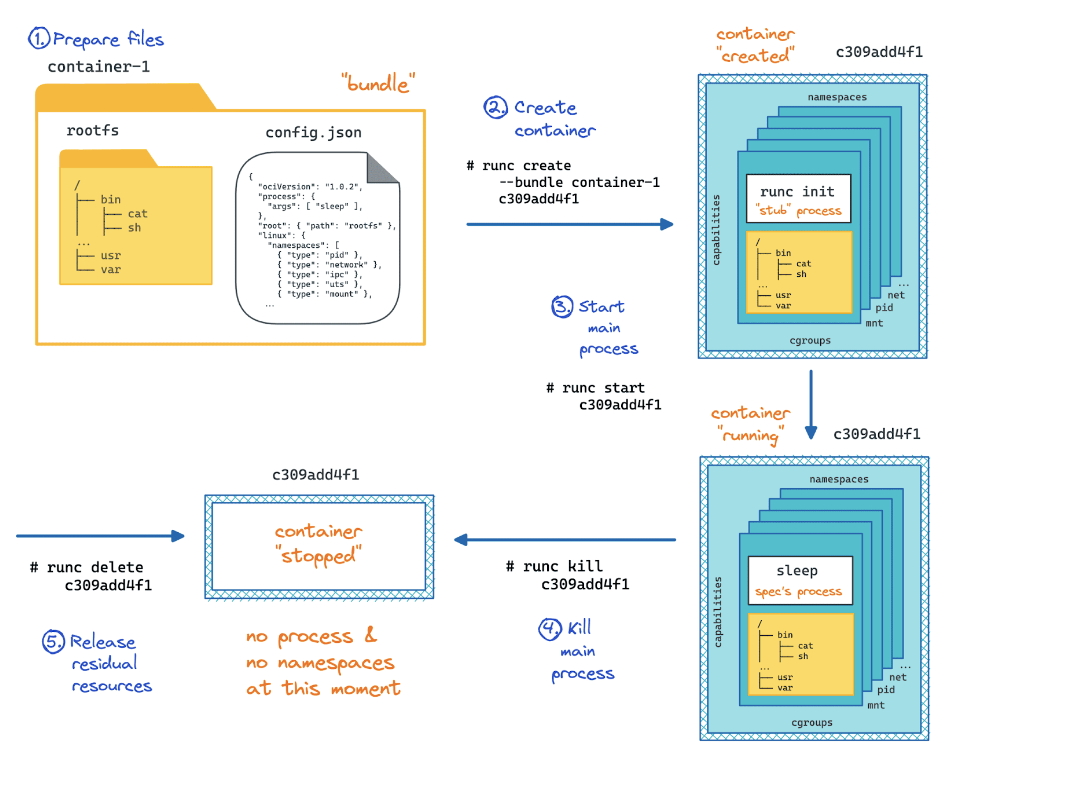 1. Prepare files
container-1
"bundle"
rootfs
/
├── bin
│   ├── cat
│   ├── sh
...
├── usr
└── var
config.json
{
"ociVersion": "1.0.2",
"process": {
"args": [ "sleep" ],
},
"root": { "path": "rootfs" },
"linux": {
"namespaces": [
{ "type": "pid" },
{ "type": "network" },
{ "type": "ipc" },
{ "type": "uts" },
{ "type": "mount" },
...
2. Create
container
# runc create
--bundle container-1
c309add4f1
container
"created"
c309add4f1
namespaces
capabilities
runc init
"stub" process
/
├── bin
│   ├── cat
│   ├── sh
...
├── usr
└── var
...
net
pid
mnt
cgroups
3. Start
main
process
# runc start
c309add4f1
container
"running"
c309add4f1
namespaces
capabilities
sleep
spec's process
/
├── bin
│   ├── cat
│   ├── sh
...
├── usr
└── var
...
net
pid
mnt
cgroups
# runc kill
c309add4f1
4. Kill
main
process
c309add4f1
container
"stopped"
no process &
no namespaces
at this moment
# runc delete
c309add4f1
5. Release
residual
resources